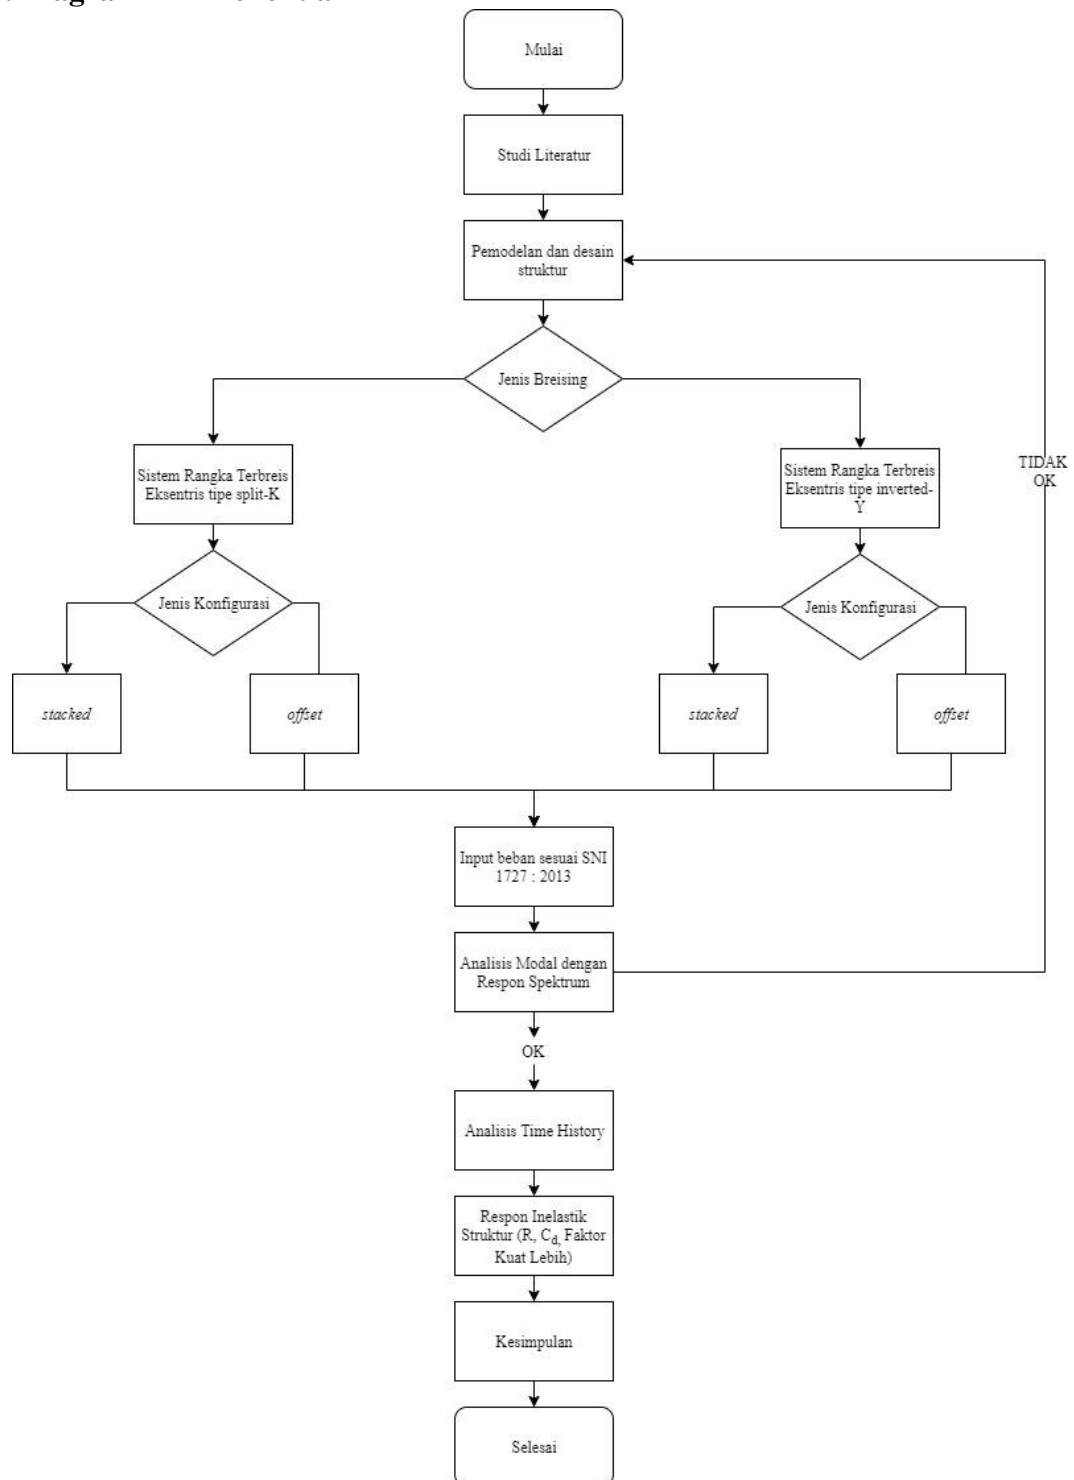 Mulai
Studi Literatur
Pemodelan dan desain
struktur
Jenis Breising
Sistem Rangka Terbreis
Eksentris tipe split-K
Sistem Rangka Terbreis
Eksentris tipe inverted-
Y
TIDAK
OK
Jenis Konfigurasi
Jenis Konfigurasi
stacked
offset
stacked
offset
Input beban sesuai SNI
1727 : 2013
Analisis Modal dengan
Respon Spektrum
OK
Analisis Time History
Respon Inelastik
Struktur (R, Cd, Faktor
Kuat Lebih)
Kesimpulan
Selesai